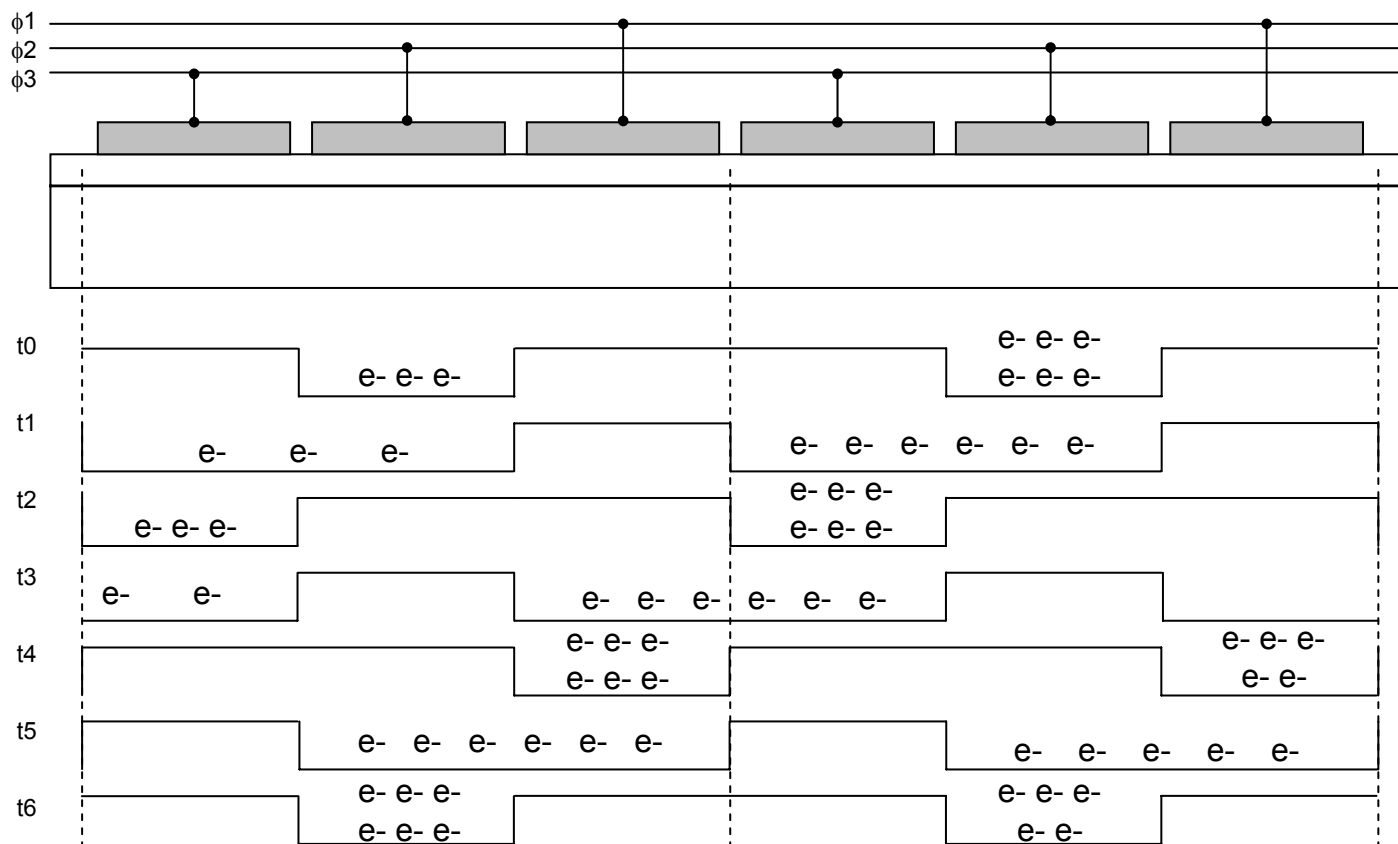 ϕ1
ϕ2
ϕ3
t0
e- e- e-
e- e- e-
e- e- e-
t1
e- e- e-
e- e- e- e- e- e-
t2
e- e- e-
e- e- e-
e- e- e-
t3
e- e-
e- e- e- e- e- e-
t4
e- e- e-
e- e- e-
e- e- e-
e- e-
t5
e- e- e- e- e- e-
e- e- e- e- e-
t6
e- e- e-
e- e- e-
e- e- e-
e- e-